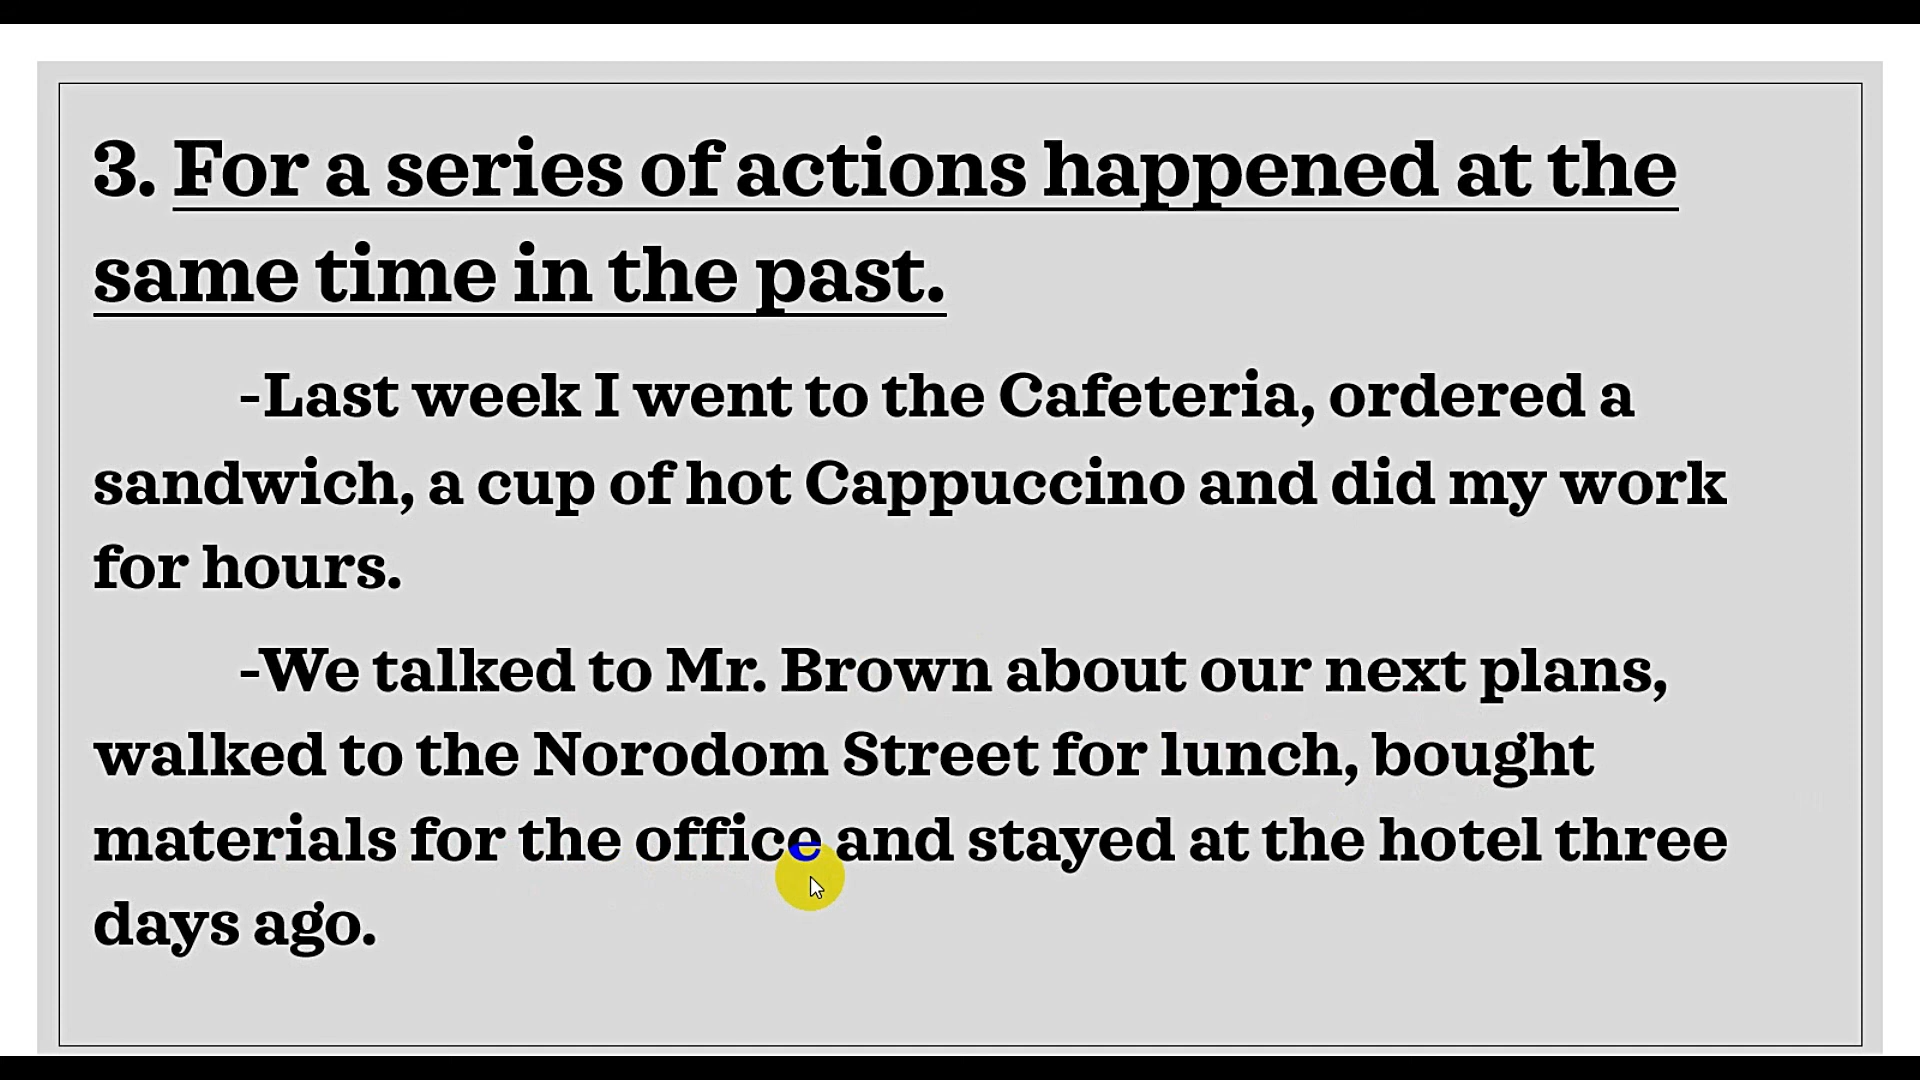 3. For a series of actions happened at the
same time in the past.
-Last week I went to the Cafeteria, ordered a
sandwich, a cup of hot Cappuccino and did my work
for hours.
-We talked to Mr. Brown about our next plans,
walked to the Norodom Street for lunch, bought
materials for the office and stayed at the hotel three
days ago.